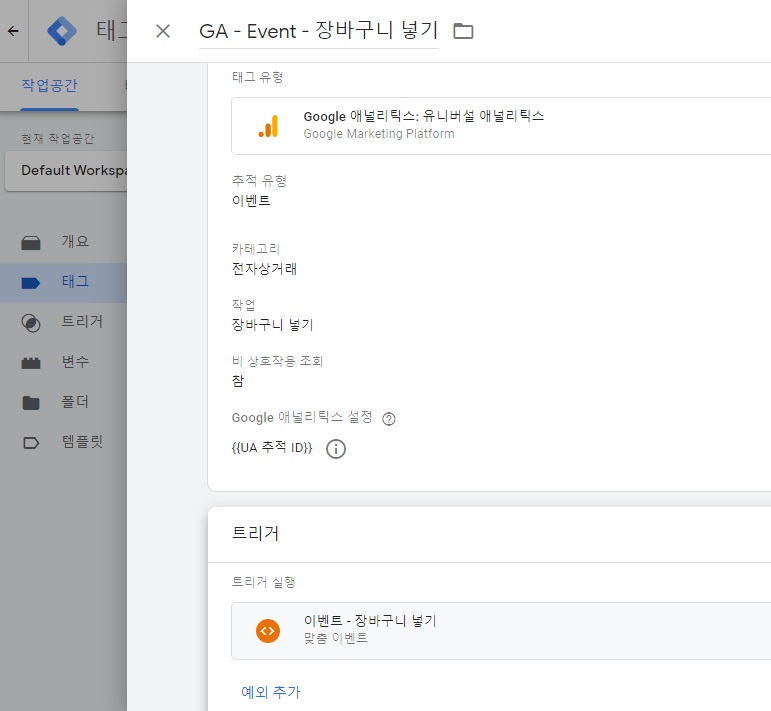 태그
GA - Event - 장바구니 넣기
작업공간
현재 작업공간
Default Workspa
개요
태그
트리거
변수
폴더
템플릿
태그 유형
Google 애널리틱스: 유니버설 애널리틱스
Google Marketing Platform
추적 유형
이벤트
카테고리
전자상거래
작업
장바구니 넣기
비 상호작용 조회
참
Google 애널리틱스 설정
{{UA 추적 ID}}
트리거
트리거 실행
이벤트 - 장바구니 넣기
맞춤 이벤트
예외 추가